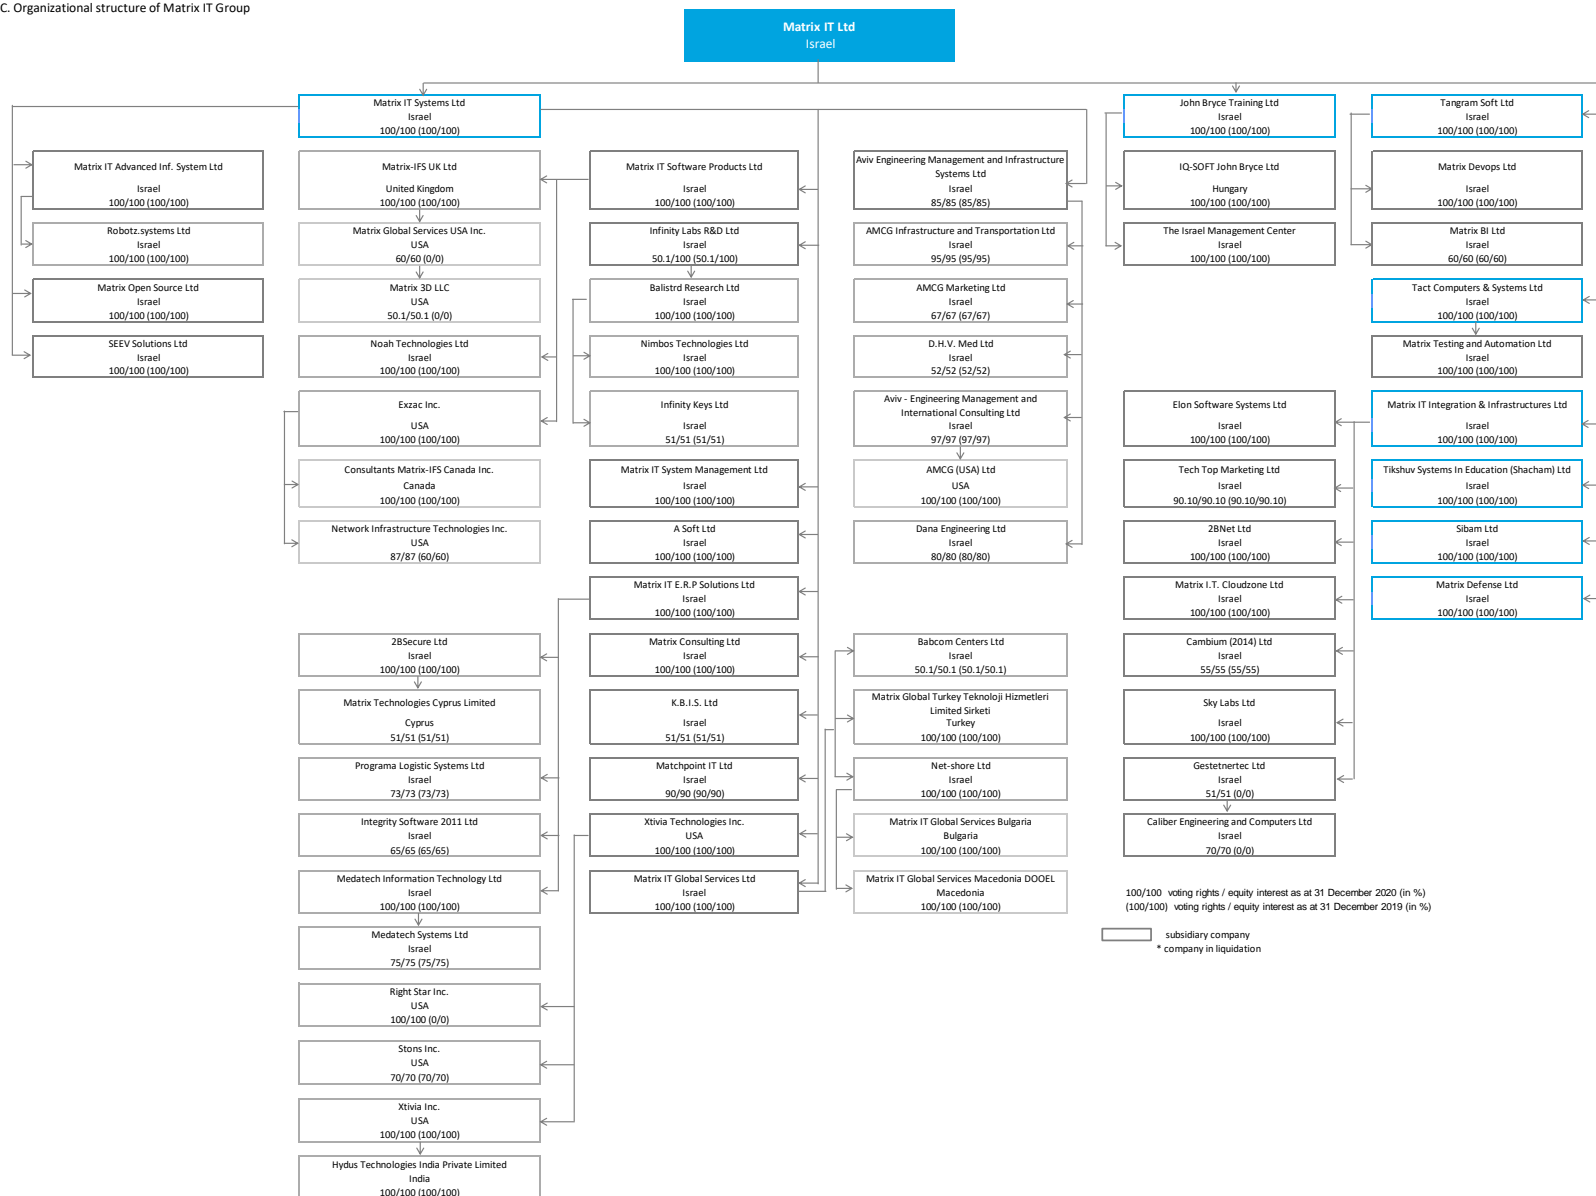 C. Organizational structure of Matrix IT Group
Matrix IT Ltd
Israel
Matrix IT Systems Ltd
Israel
100/100 (100/100)
John Bryce Training Ltd
Israel
100/100 (100/100)
Tangram Soft Ltd
Israel
100/100 (100/100)
Matrix IT Advanced Inf. System Ltd
Israel
100/100 (100/100)
Matrix-IFS UK Ltd
United Kingdom
100/100 (100/100)
Matrix IT Software Products Ltd
Israel
100/100 (100/100)
Aviv Engineering Management and Infrastructure
Systems Ltd
Israel
85/85 (85/85)
IQ-SOFT John Bryce Ltd
Hungary
100/100 (100/100)
Matrix Devops Ltd
Israel
100/100 (100/100)
Robotz.systems Ltd
Israel
100/100 (100/100)
Matrix Global Services USA Inc.
USA
60/60 (0/0)
Infinity Labs R&D Ltd
Israel
50.1/100 (50.1/100)
AMCG Infrastructure and Transportation Ltd
Israel
95/95 (95/95)
The Israel Management Center
Israel
100/100 (100/100)
Matrix BI Ltd
Israel
60/60 (60/60)
Matrix Open Source Ltd
Israel
100/100 (100/100)
Matrix 3D LLC
USA
50.1/50.1 (0/0)
Balistrd Research Ltd
Israel
100/100 (100/100)
AMCG Marketing Ltd
Israel
67/67 (67/67)
Tact Computers & Systems Ltd
Israel
100/100 (100/100)
SEEV Solutions Ltd
Israel
100/100 (100/100)
Noah Technologies Ltd
Israel
100/100 (100/100)
Nimbos Technologies Ltd
Israel
100/100 (100/100)
D.H.V. Med Ltd
Israel
52/52 (52/52)
Matrix Testing and Automation Ltd
Israel
100/100 (100/100)
Exzac Inc.
USA
100/100 (100/100)
Infinity Keys Ltd
Israel
51/51 (51/51)
Aviv - Engineering Management and
International Consulting Ltd
Israel
97/97 (97/97)
Elon Software Systems Ltd
Israel
100/100 (100/100)
Matrix IT Integration & Infrastructures Ltd
Israel
100/100 (100/100)
Consultants Matrix-IFS Canada Inc.
Canada
100/100 (100/100)
Matrix IT System Management Ltd
Israel
100/100 (100/100)
AMCG (USA) Ltd
USA
100/100 (100/100)
Tech Top Marketing Ltd
Israel
90.10/90.10 (90.10/90.10)
Tikshuv Systems In Education (Shacham) Ltd
Israel
100/100 (100/100)
Network Infrastructure Technologies Inc.
USA
87/87 (60/60)
A Soft Ltd
Israel
100/100 (100/100)
Dana Engineering Ltd
Israel
80/80 (80/80)
2BNet Ltd
Israel
100/100 (100/100)
Sibam Ltd
Israel
100/100 (100/100)
Matrix IT E.R.P Solutions Ltd
Israel
100/100 (100/100)
Matrix I.T. Cloudzone Ltd
Israel
100/100 (100/100)
Matrix Defense Ltd
Israel
100/100 (100/100)
2BSecure Ltd
Israel
100/100 (100/100)
Matrix Consulting Ltd
Israel
100/100 (100/100)
Babcom Centers Ltd
Israel
50.1/50.1 (50.1/50.1)
Cambium (2014) Ltd
Israel
55/55 (55/55)
Matrix Technologies Cyprus Limited
Cyprus
51/51 (51/51)
K.B.I.S. Ltd
Israel
51/51 (51/51)
Matrix Global Turkey Teknoloji Hizmetleri
Limited Sirketi
Turkey
100/100 (100/100)
Sky Labs Ltd
Israel
100/100 (100/100)
Programa Logistic Systems Ltd
Israel
73/73 (73/73)
Matchpoint IT Ltd
Israel
90/90 (90/90)
Net-shore Ltd
Israel
100/100 (100/100)
Gestetnertec Ltd
Israel
51/51 (0/0)
Integrity Software 2011 Ltd
Israel
65/65 (65/65)
Xtivia Technologies Inc.
USA
100/100 (100/100)
Matrix IT Global Services Bulgaria
Bulgaria
100/100 (100/100)
Caliber Engineering and Computers Ltd
Israel
70/70 (0/0)
Medatech Information Technology Ltd
Israel
100/100 (100/100)
Matrix IT Global Services Ltd
Israel
100/100 (100/100)
Matrix IT Global Services Macedonia DOOEL
Macedonia
100/100 (100/100)
100/100 voting rights / equity interest as at 31 December 2020 (in %)
(100/100) voting rights / equity interest as at 31 December 2019 (in %)
subsidiary company
* company in liquidation
Medatech Systems Ltd
Israel
75/75 (75/75)
Right Star Inc.
USA
100/100 (0/0)
Stons Inc.
USA
70/70 (70/70)
Xtivia Inc.
USA
100/100 (100/100)
Hydus Technologies India Private Limited
India
100/100 (100/100)